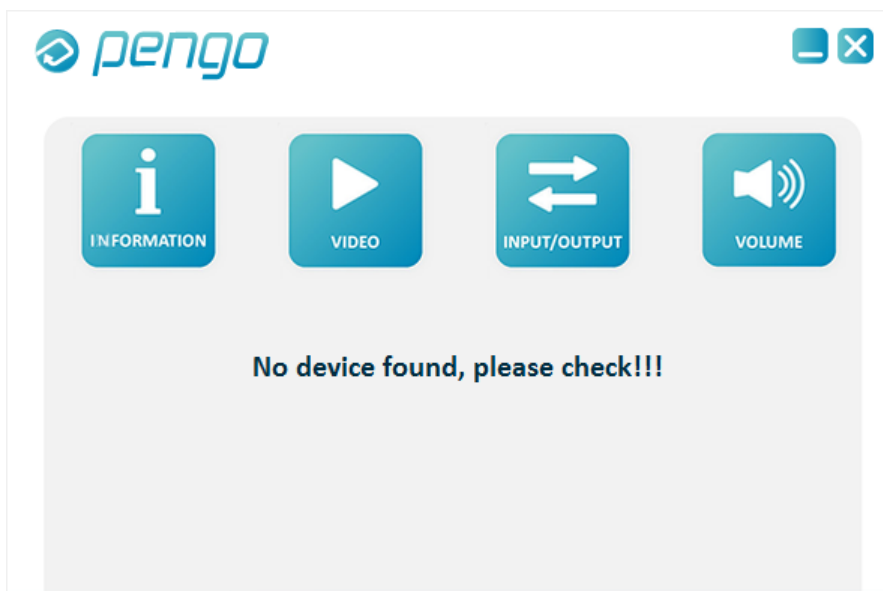 pengo
INFORMATION
VIDEO
INPUT/OUTPUT
VOLUME
No device found, please check!!!